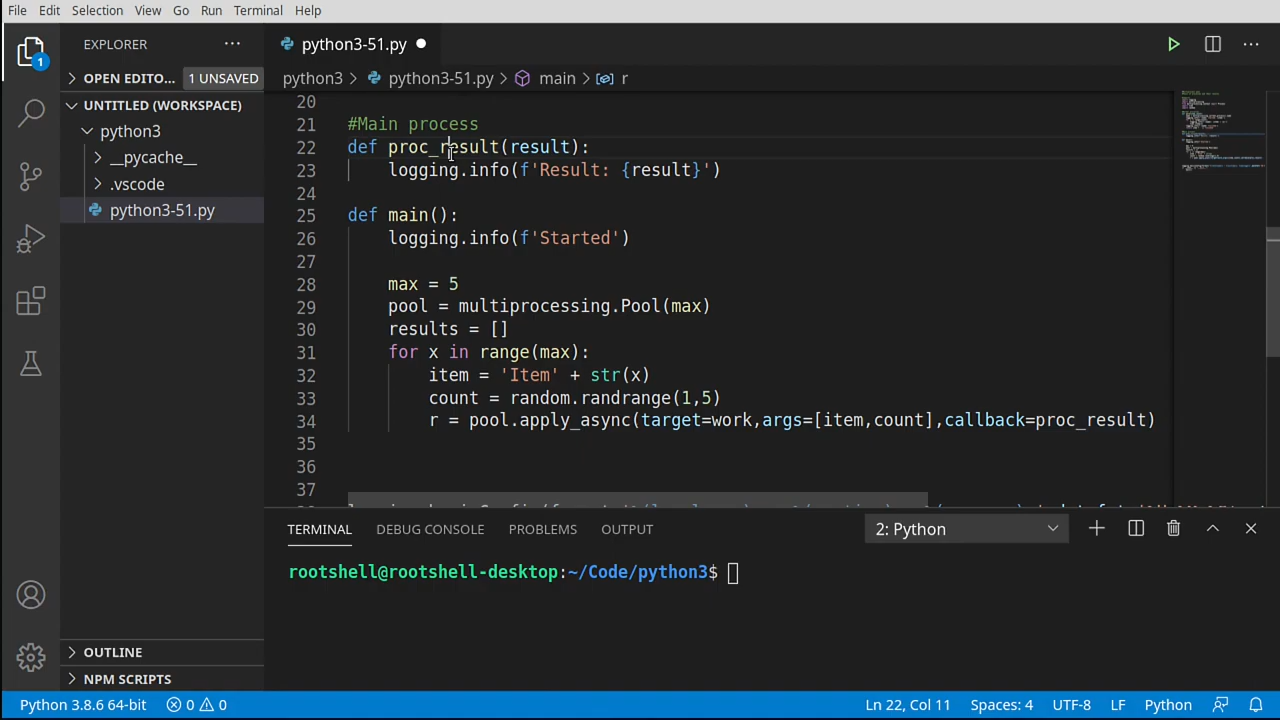 File Edit Selection View Go Run Terminal Help
EXPLORER
python3-51.py
1
OPEN EDITO... 1 UNSAVED
python3 > python3-51.py > main > r
UNTITLED (WORKSPACE)
python3
__pycache__
.vscode
python3-51.py
20
21 #Main process
22 def proc_result(result):
23 logging.info(f'Result: {result}')
24
25 def main():
26 logging.info(f'Started')
27
28 max = 5
29 pool = multiprocessing.Pool(max)
30 results = []
31 for x in range(max):
32 item = 'Item' + str(x)
33 count = random.randrange(1,5)
34 r = pool.apply_async(target=work,args=[item,count],callback=proc_result)
35
36
37
TERMINAL DEBUG CONSOLE PROBLEMS OUTPUT 2: Python
rootshell@rootshell-desktop:~/Code/python3$
OUTLINE
NPM SCRIPTS
Python 3.8.6 64-bit 0 0 Ln 22, Col 11 Spaces: 4 UTF-8 LF Python